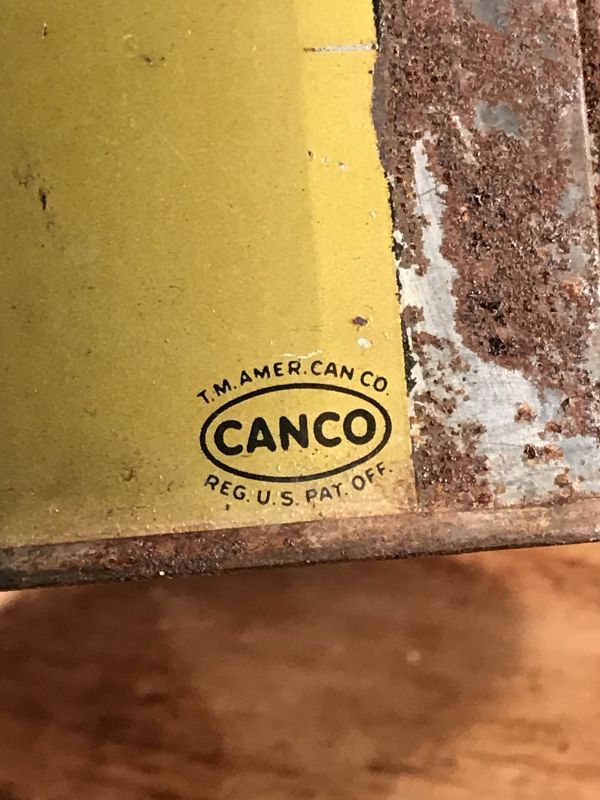 T.M. AMER. CAN CO.
CANCO
REG. U.S. PAT. OFF.